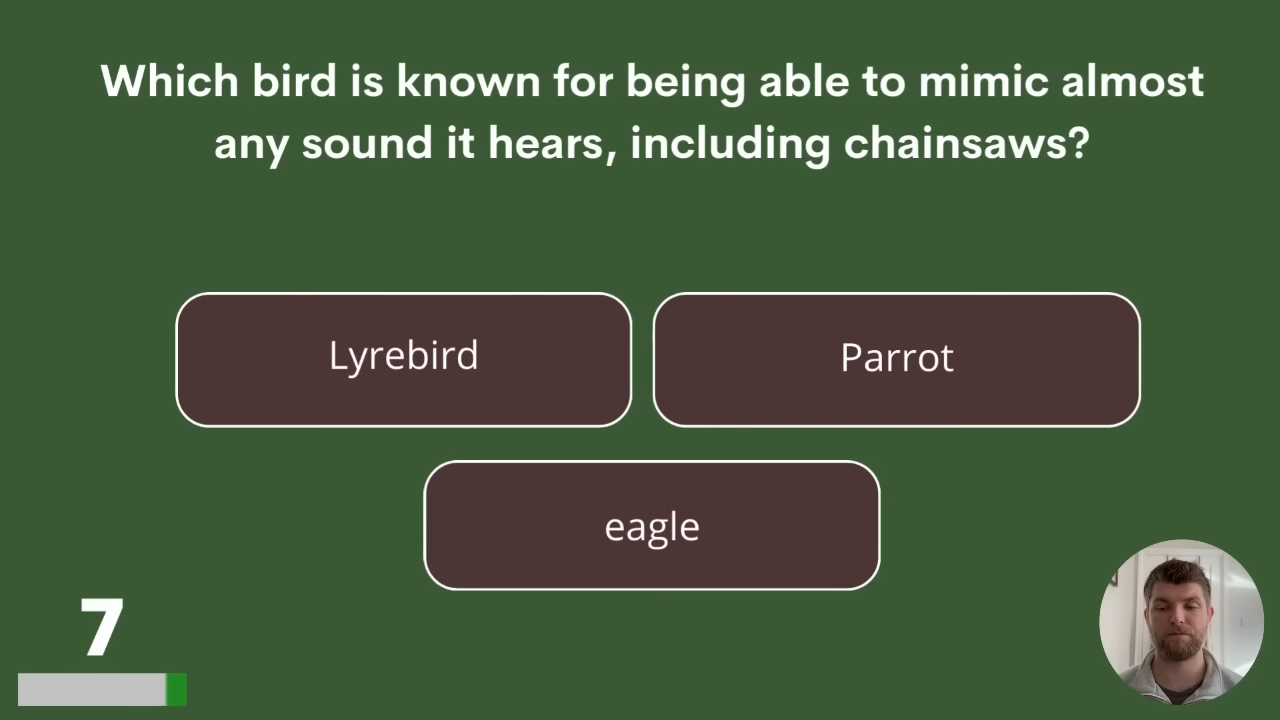 Which bird is known for being able to mimic almost
any sound it hears, including chainsaws?
Lyrebird
Parrot
eagle
7